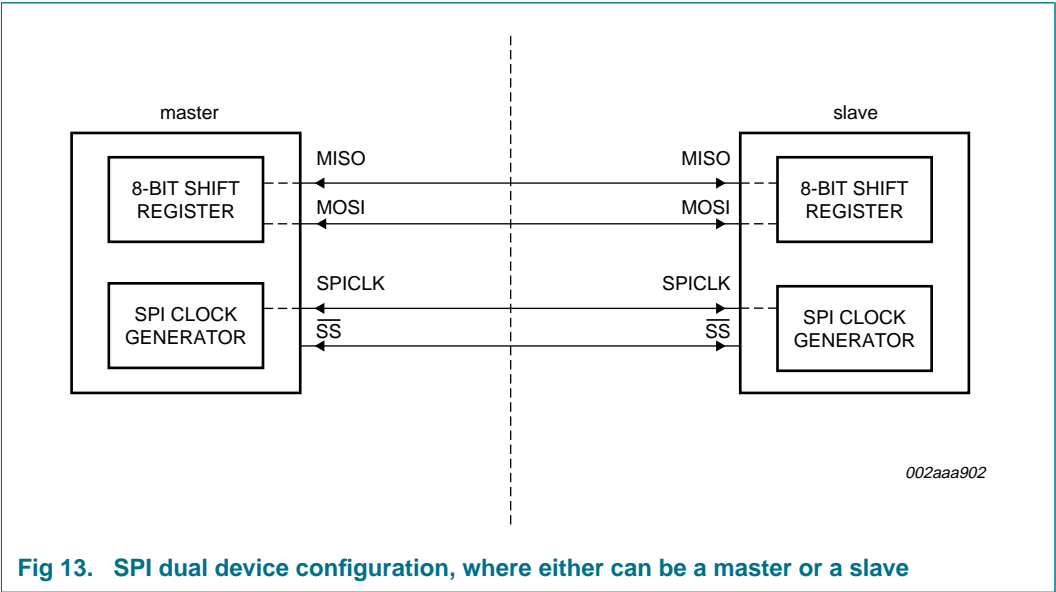 master
slave
MISO
MISO
8-BIT SHIFT
REGISTER
8-BIT SHIFT
REGISTER
MOSI
MOSI
SPICLK
SPICLK
SPI CLOCK
GENERATOR
SPI CLOCK
GENERATOR
SS
SS
002aaa902
Fig 13. SPI dual device configuration, where either can be a master or a slave